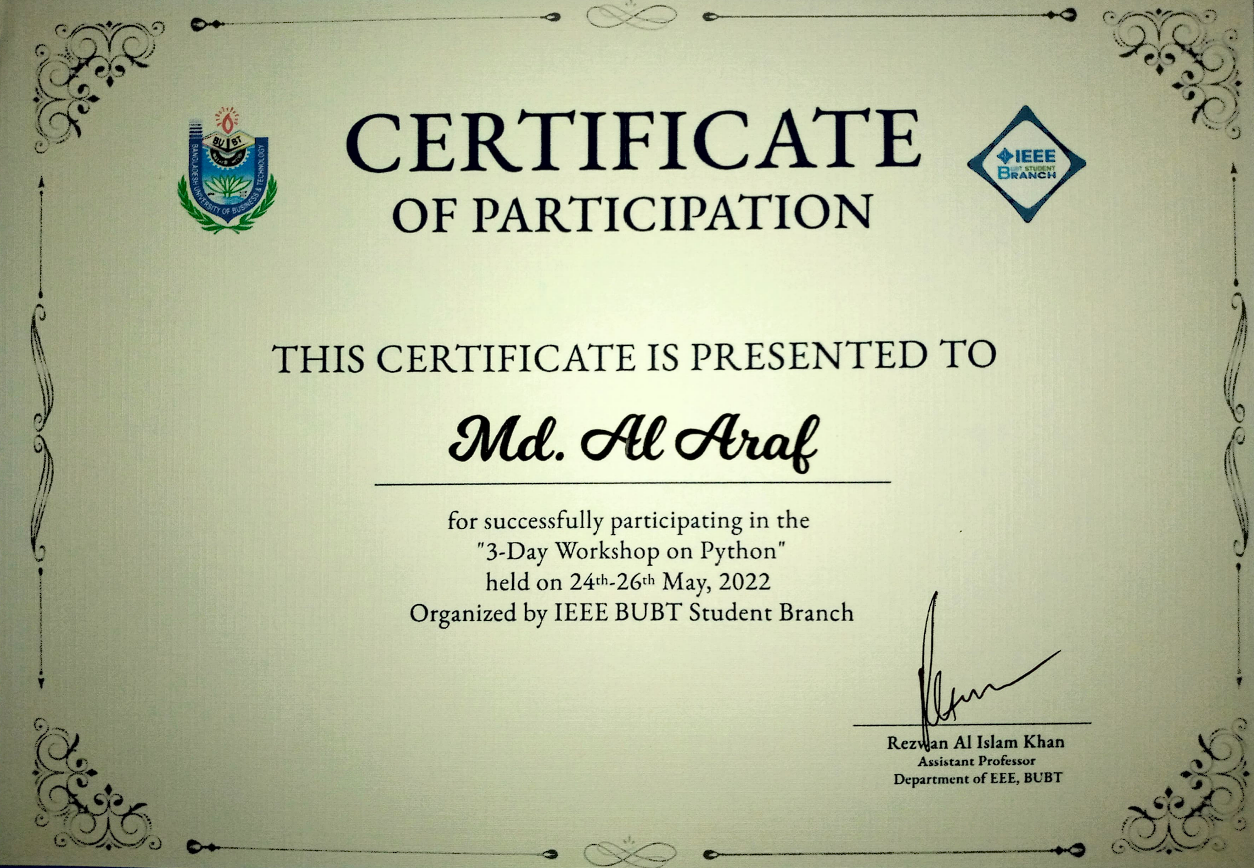 CERTIFICATE
OF PARTICIPATION
BUBT
BANGLADESH UNIVERSITY OF BUSINESS & TECHNOLOGY
IEEE
BUBT STUDENT
BRANCH
THIS CERTIFICATE IS PRESENTED TO
Md. Al Araf
for successfully participating in the
"3-Day Workshop on Python"
held on 24th-26th May, 2022
Organized by IEEE BUBT Student Branch
Rezwan Al Islam Khan
Assistant Professor
Department of EEE, BUBT